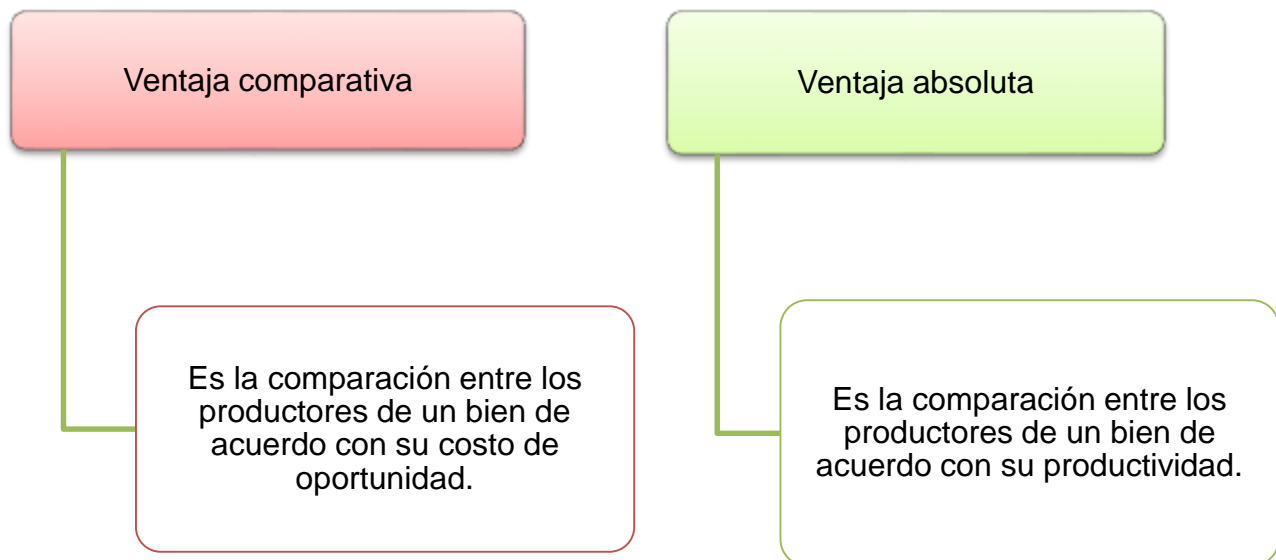 Ventaja comparativa
Ventaja absoluta
Es la comparación entre los
productores de un bien de
acuerdo con su costo de
oportunidad.
Es la comparación entre los
productores de un bien de
acuerdo con su productividad.